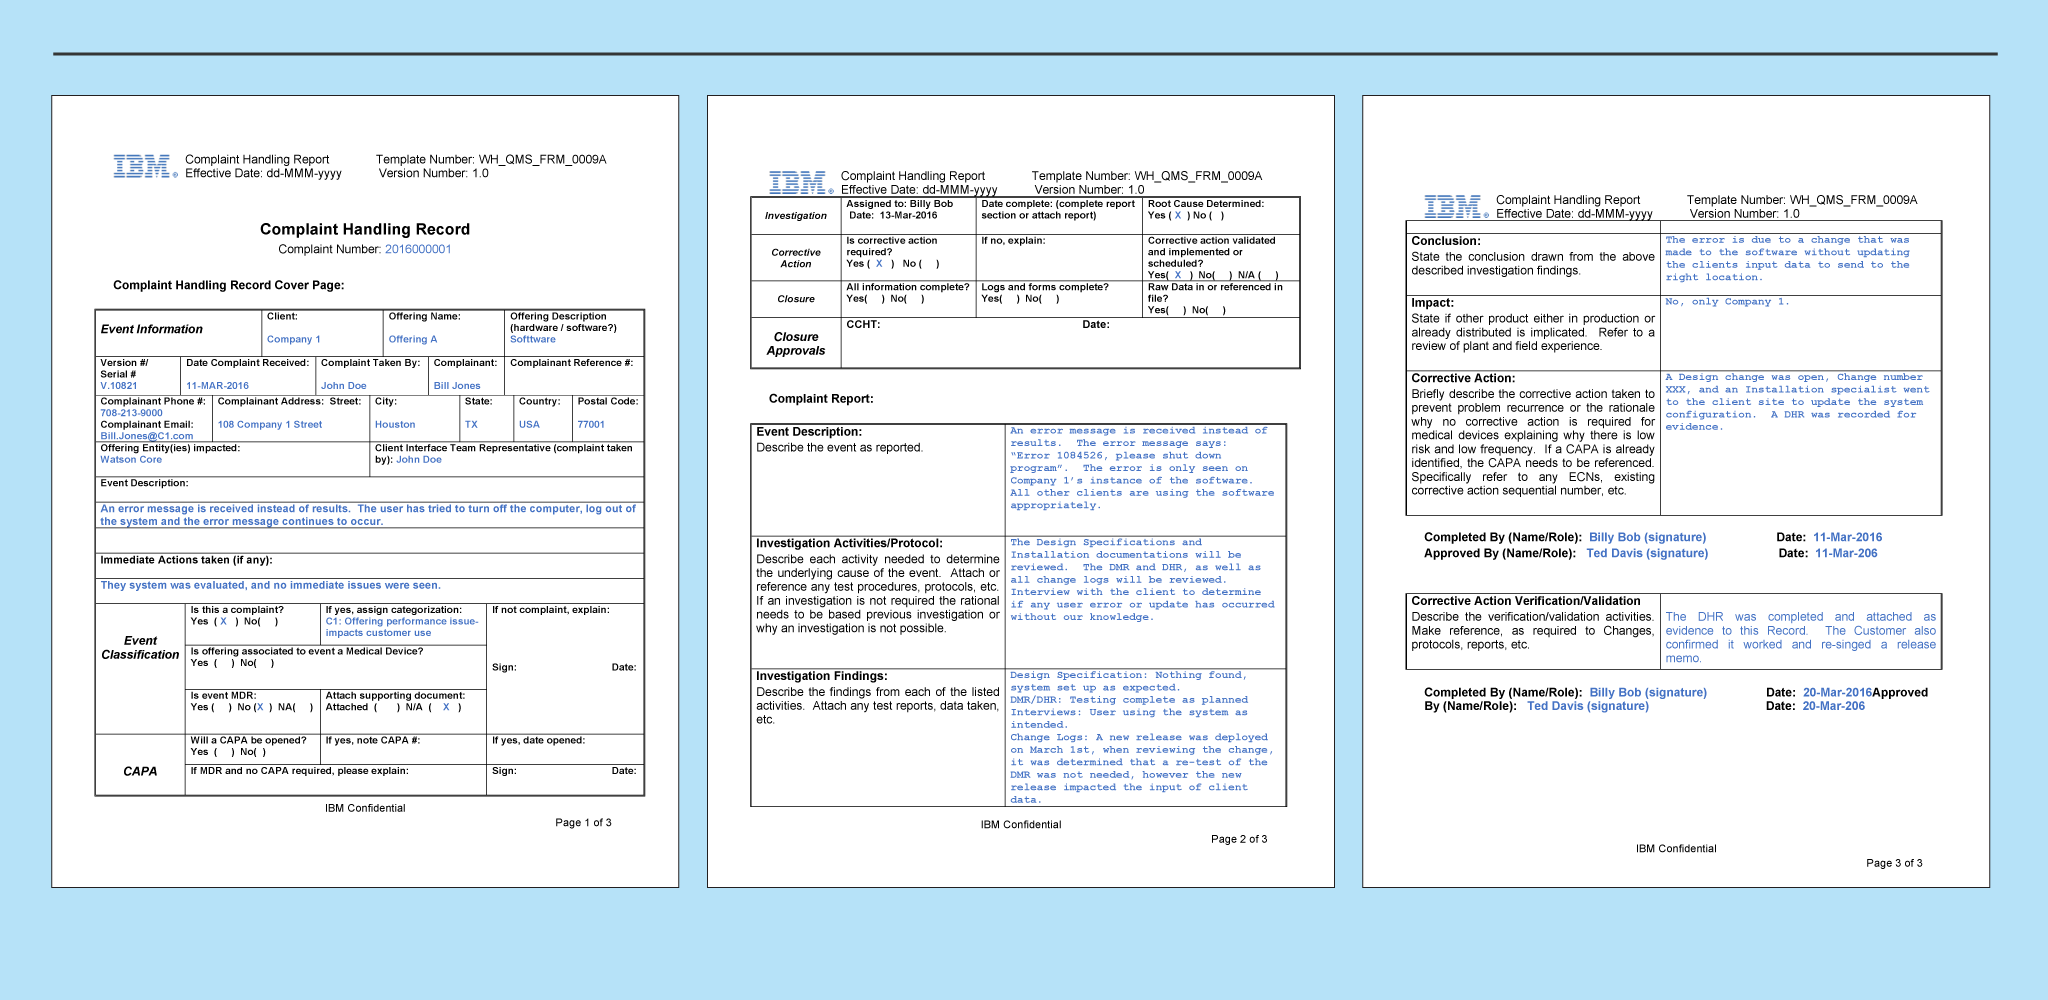 IBM®
Complaint Handling Report Template Number: WH_QMS_FRM_0009A
Effective Date: dd-MMM-yyyy Version Number: 1.0
Complaint Handling Record
Complaint Number: 2016000001
Complaint Handling Record Cover Page:
Event Information
Client:
Company 1
Offering Name:
Offering A
Offering Description
(hardware / software?)
Softtware
Version #/
Serial #
V.10821
Date Complaint Received:
11-MAR-2016
Complaint Taken By:
John Doe
Complainant:
Bill Jones
Complainant Reference #:
Complainant Phone #:
708-213-9000
Complainant Email:
Bill.Jones@C1.com
Complainant Address: Street:
108 Company 1 Street
City:
Houston
State:
TX
Country:
USA
Postal Code:
77001
Offering Entity(ies) impacted:
Watson Core
Client Interface Team Representative (complaint taken
by): John Doe
Event Description:
An error message is received instead of results. The user has tried to turn off the computer, log out of
the system and the error message continues to occur.
Immediate Actions taken (if any):
They system was evaluated, and no immediate issues were seen.
Event
Classification
Is this a complaint?
Yes ( X ) No( )
If yes, assign categorization:
C1: Offering performance issue-
impacts customer use
If not complaint, explain:
Sign: Date:
Is offering associated to event a Medical Device?
Yes ( ) No( )
Is event MDR:
Yes ( ) No (X ) NA( )
Attach supporting document:
Attached ( ) N/A ( X )
CAPA
Will a CAPA be opened?
Yes ( ) No( )
If yes, note CAPA #:
If yes, date opened:
If MDR and no CAPA required, please explain:
Sign: Date:
IBM Confidential
Page 1 of 3
IBM®
Complaint Handling Report Template Number: WH_QMS_FRM_0009A
Effective Date: dd-MMM-yyyy Version Number: 1.0
Investigation
Assigned to: Billy Bob
Date: 13-Mar-2016
Date complete: (complete report
section or attach report)
Root Cause Determined:
Yes ( X ) No ( )
Corrective
Action
Is corrective action
required?
Yes ( X ) No ( )
If no, explain:
Corrective action validated
and implemented or
scheduled?
Yes( X ) No( ) N/A ( )
Closure
All information complete?
Yes( ) No( )
Logs and forms complete?
Yes( ) No( )
Raw Data in or referenced in
file?
Yes( ) No( )
Closure
Approvals
CCHT: Date:
Complaint Report:
Event Description:
Describe the event as reported.
An error message is received instead of
results. The error message says:
“Error 1084526, please shut down
program”. The error is only seen on
Company 1’s instance of the software.
All other clients are using the software
appropriately.
Investigation Activities/Protocol:
Describe each activity needed to determine
the underlying cause of the event. Attach or
reference any test procedures, protocols, etc.
If an investigation is not required the rational
needs to be based previous investigation or
why an investigation is not possible.
The Design Specifications and
Installation documentations will be
reviewed. The DMR and DHR, as well as
all change logs will be reviewed.
Interview with the client to determine
if any user error or update has occurred
without our knowledge.
Investigation Findings:
Describe the findings from each of the listed
activities. Attach any test reports, data taken,
etc.
Design Specification: Nothing found,
system set up as expected.
DMR/DHR: Testing complete as planned
Interviews: User using the system as
intended.
Change Logs: A new release was deployed
on March 1st, when reviewing the change,
it was determined that a re-test of the
DMR was not needed, however the new
release impacted the input of client
data.
IBM Confidential
Page 2 of 3
IBM®
Complaint Handling Report Template Number: WH_QMS_FRM_0009A
Effective Date: dd-MMM-yyyy Version Number: 1.0
Conclusion:
State the conclusion drawn from the above
described investigation findings.
The error is due to a change that was
made to the software without updating
the clients input data to send to the
right location.
Impact:
State if other product either in production or
already distributed is implicated. Refer to a
review of plant and field experience.
No, only Company 1.
Corrective Action:
Briefly describe the corrective action taken to
prevent problem recurrence or the rationale
why no corrective action is required for
medical devices explaining why there is low
risk and low frequency. If a CAPA is already
identified, the CAPA needs to be referenced.
Specifically refer to any ECNs, existing
corrective action sequential number, etc.
A Design change was open, Change number
XXX, and an Installation specialist went
to the client site to update the system
configuration. A DHR was recorded for
evidence.
Completed By (Name/Role): Billy Bob (signature) Date: 11-Mar-2016
Approved By (Name/Role): Ted Davis (signature) Date: 11-Mar-206
Corrective Action Verification/Validation
Describe the verification/validation activities.
Make reference, as required to Changes,
protocols, reports, etc.
The DHR was completed and attached as
evidence to this Record. The Customer also
confirmed it worked and re-singed a release
memo.
Completed By (Name/Role): Billy Bob (signature) Date: 20-Mar-2016Approved
By (Name/Role): Ted Davis (signature) Date: 20-Mar-206
IBM Confidential
Page 3 of 3